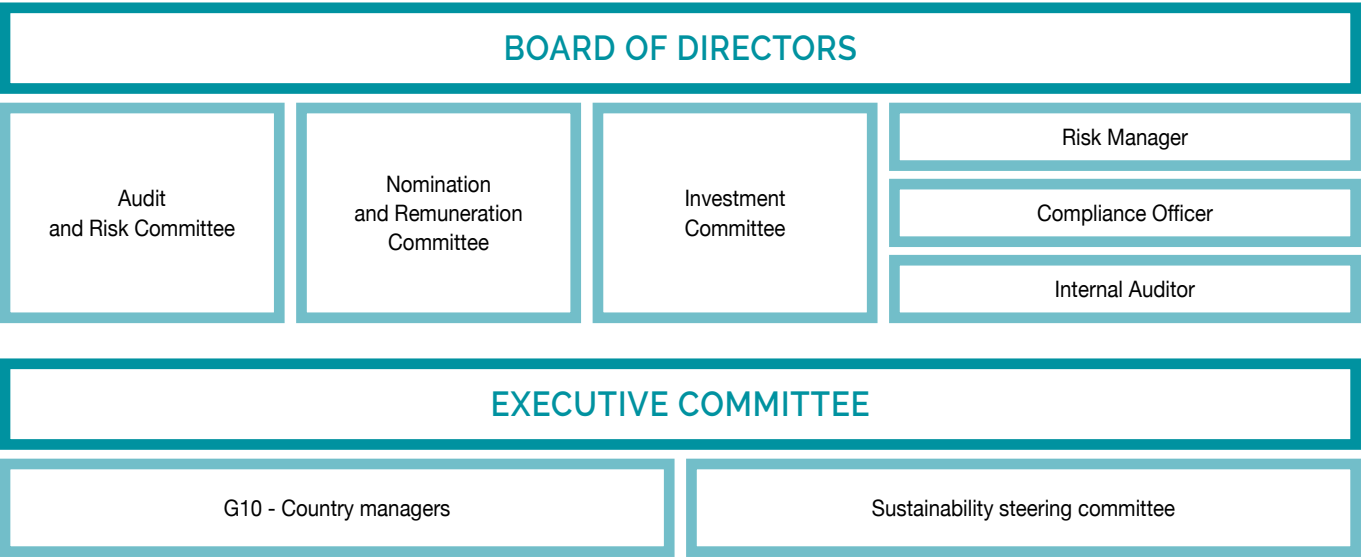 BOARD OF DIRECTORS
Audit
and Risk Committee
Nomination
and Remuneration
Committee
Investment
Committee
Risk Manager
Compliance Officer
Internal Auditor
EXECUTIVE COMMITTEE
G10 - Country managers
Sustainability steering committee